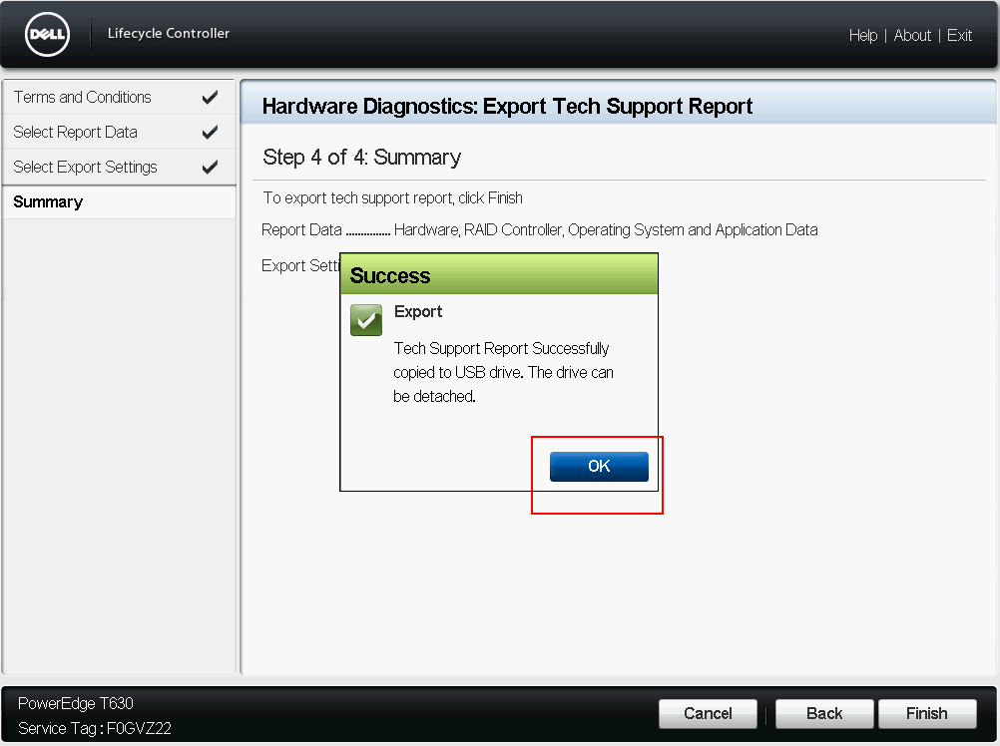 DELL
Lifecycle Controller
Help | About | Exit
Terms and Conditions
Select Report Data
Select Export Settings
Summary
Hardware Diagnostics: Export Tech Support Report
Step 4 of 4: Summary
To export tech support report, click Finish
Report Data .............. Hardware, RAID Controller, Operating System and Application Data
Export Setti
Success
Export
Tech Support Report Successfully
copied to USB drive. The drive can
be detached.
OK
PowerEdge T630
Service Tag : F0GVZ22
Cancel
Back
Finish